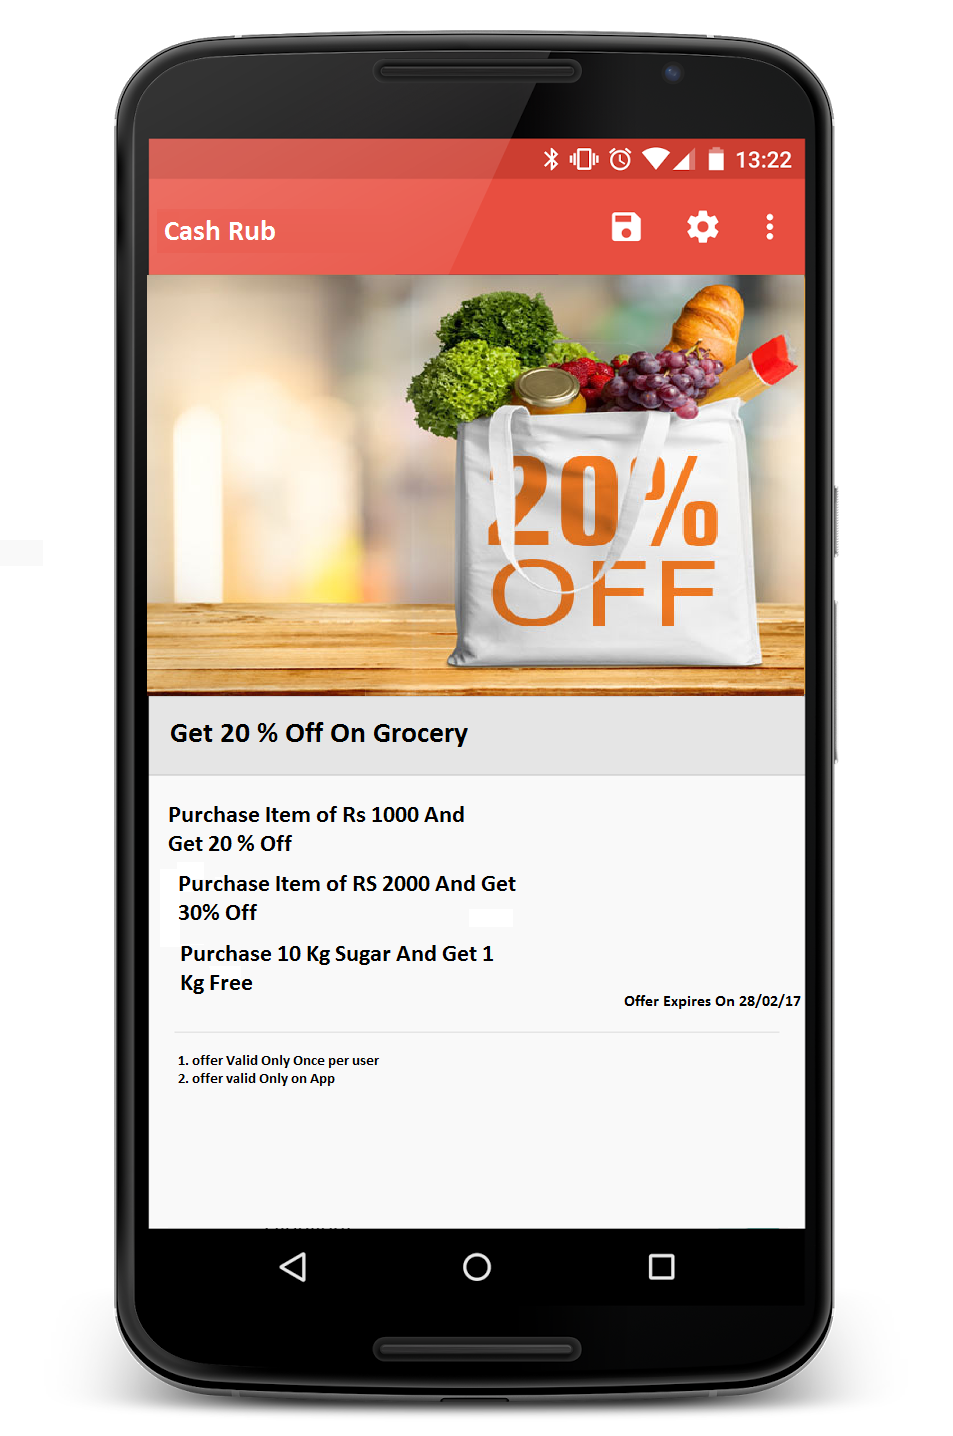 13:22
Cash Rub
20%
OFF
Get 20 % Off On Grocery
Purchase Item of Rs 1000 And
Get 20 % Off
Purchase Item of RS 2000 And Get
30% Off
Purchase 10 Kg Sugar And Get 1
Kg Free
Offer Expires On 28/02/17
1. offer Valid Only Once per user
2. offer valid Only on App